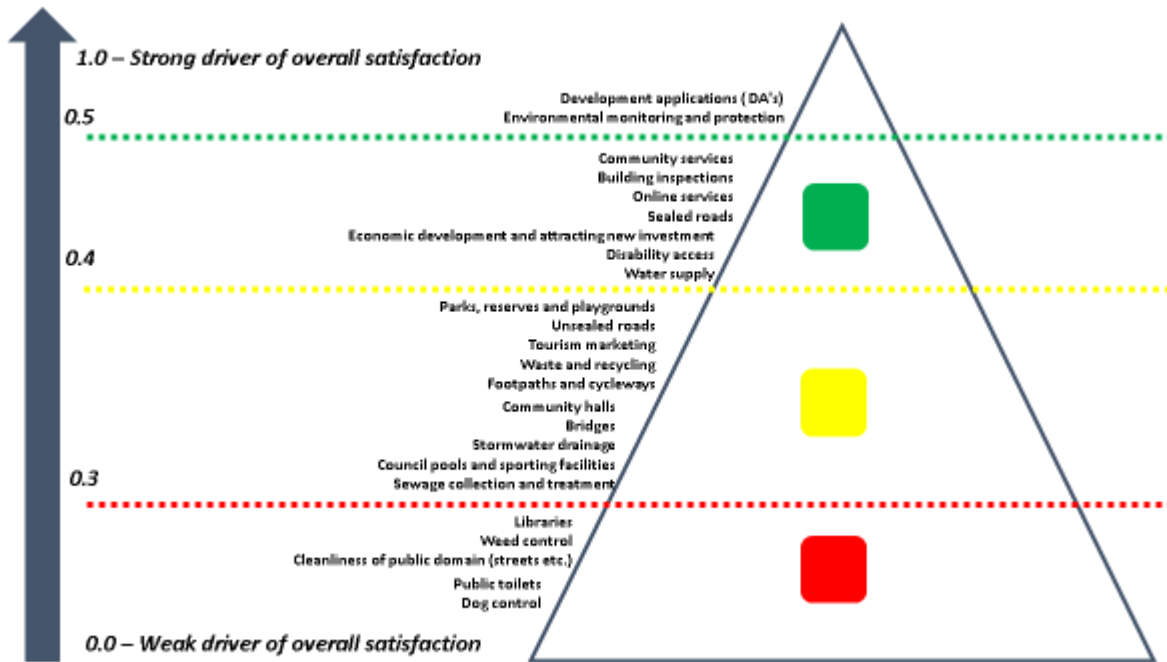 1.0 – Strong driver of overall satisfaction
Development applications ( DA's)
0.5
Environmental monitoring and protection
Community services
Building inspections
Online services
Sealed roads
Economic development and attracting new investment
0.4
Disability access
Water supply
Parks, reserves and playgrounds
Unsealed roads
Tourism marketing
Waste and recycling
Footpaths and cycleways
Community halls
Bridges
Stormwater drainage
Council pools and sporting facilities
0.3
Sewage collection and treatment
Libraries
Weed control
Cleanliness of public domain (streets etc.)
Public toilets
Dog control
0.0 – Weak driver of overall satisfaction